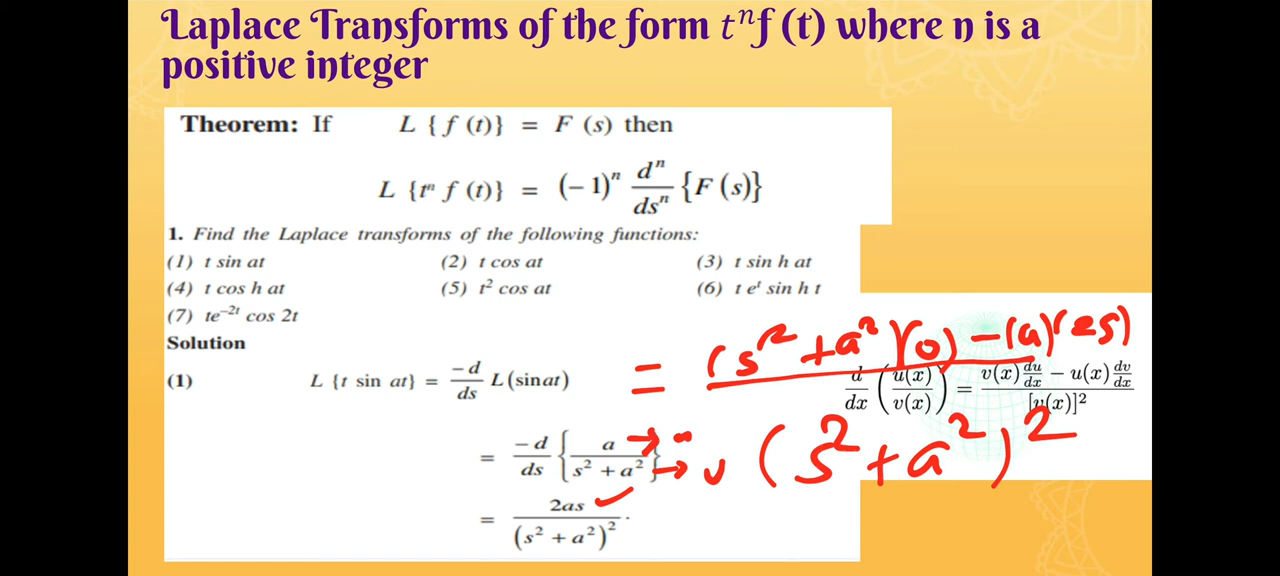 Laplace Transforms of the form tⁿf (t) where n is a
positive integer
Theorem: If L { f (t)} = F (s) then
L {tⁿ f (t)} = (– 1)ⁿ dⁿ/dsⁿ {F (s)}
1. Find the Laplace transforms of the following functions:
(1) t sin at (2) t cos at (3) t sin h at
(4) t cos h at (5) t² cos at (6) t eᵗ sin h t
(7) te⁻²ᵗ cos 2t
Solution
(1) L {t sin at} = –d/ds L (sin at)
= (s² + a²)(0) – (a)(2s)
d/dx (u(x)/v(x)) = v(x) du/dx − u(x) dv/dx / [v(x)]²
= –d/ds { a / s² + a² }
→ v (s² + a²)²
= 2as / (s² + a²)² .